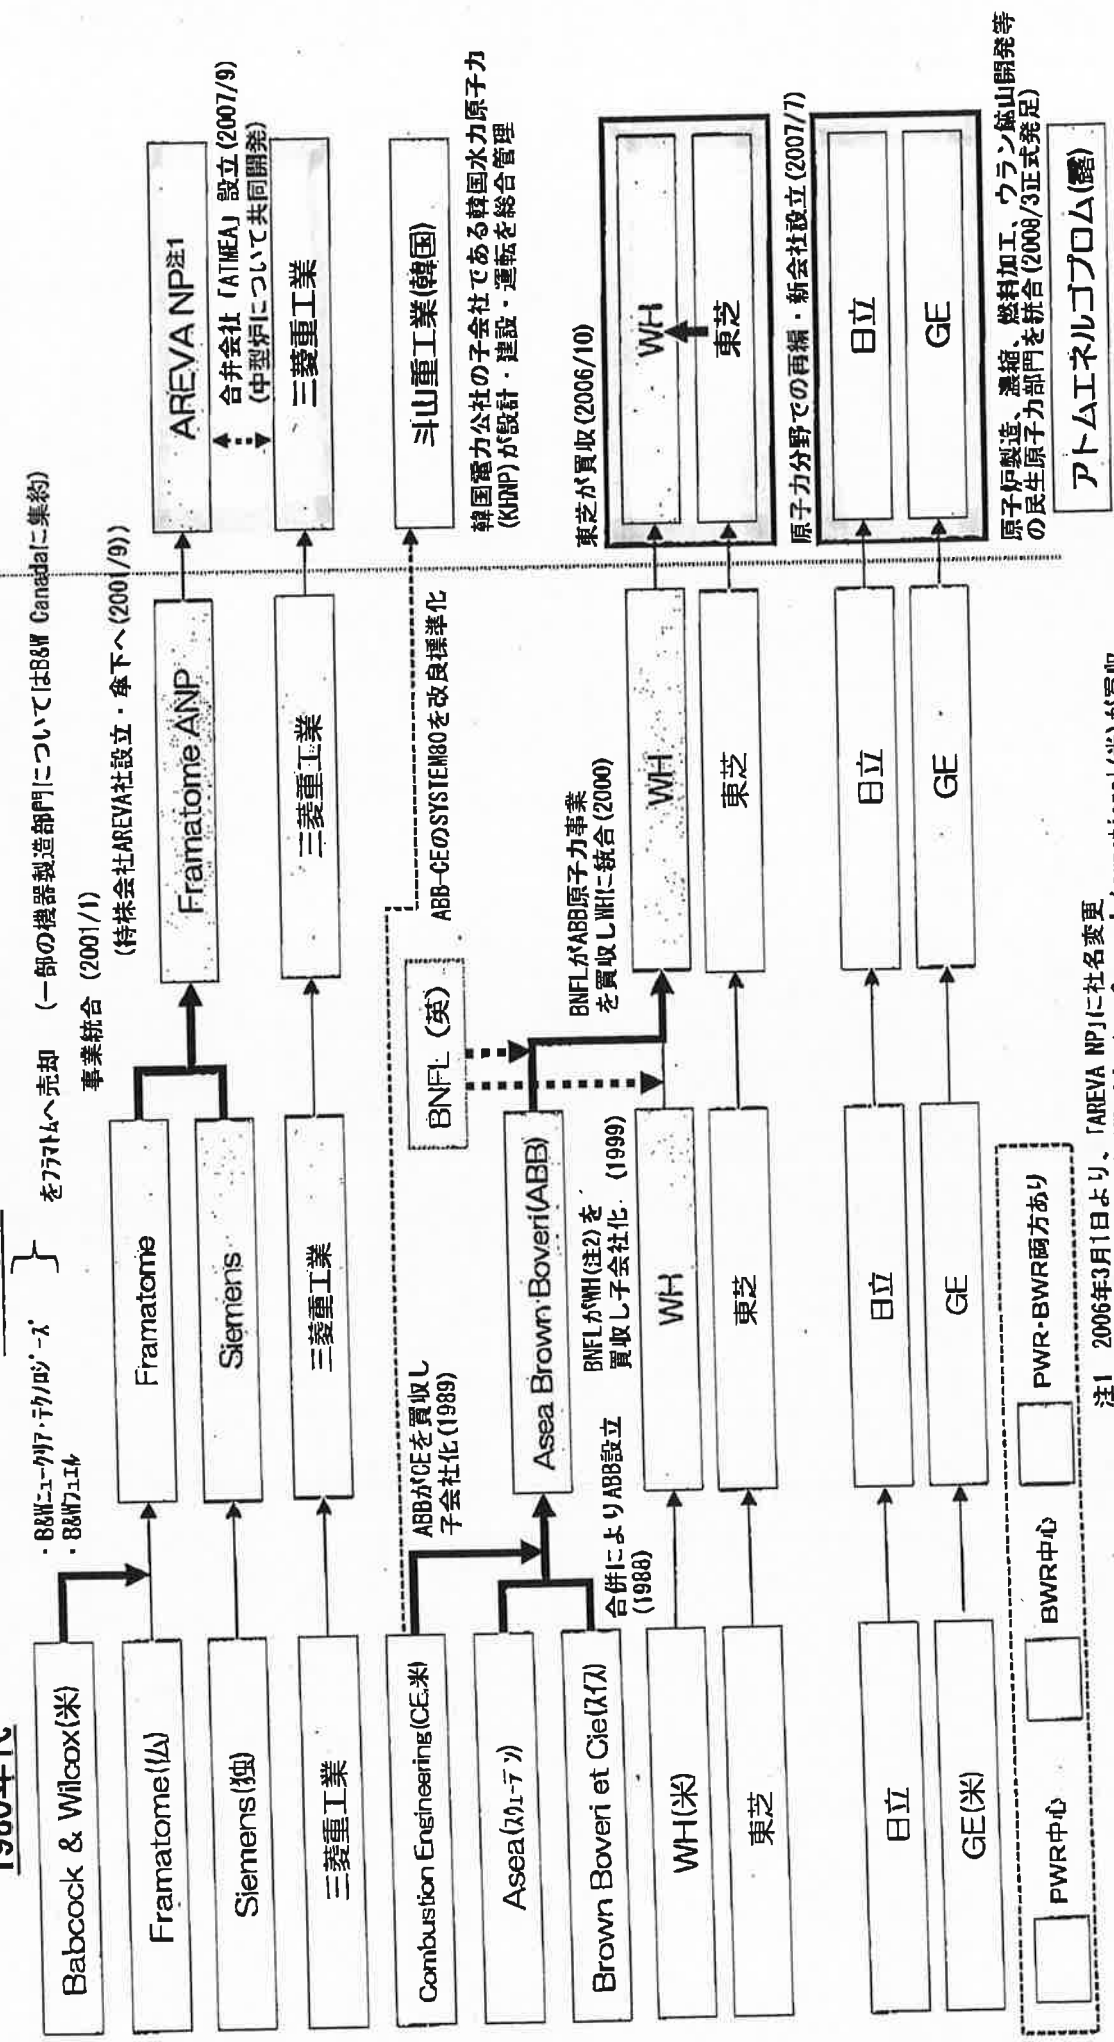 1980年代
Babcock & Wilcox(米)
Framatome(仏)
Siemens(独)
三菱重工業
Combustion Engineering(CE,米)
Asea(スウェーデン)
Brown Boveri et Cie(スイス)
WH(米)
東芝
日立
GE(米)
・B&Wニュークリア・テクノロジーズ
・B&Wフュエル
をフラマトムへ売却 (一部の機器製造部門についてはB&W Canadaに集約)
Framatome
Siemens
三菱重工業
ABBがCEを買収し
子会社化(1989)
Asea Brown Boveri(ABB)
合併によりABB設立
(1988)
BNFLがWH(注2)を
買収し子会社化 (1999)
WH
東芝
日立
GE
事業統合 (2001/1)
(持株会社AREVA社設立・傘下へ(2001/9))
Framatome ANP
三菱重工業
BNFL (英)
ABB-CEのSYSTEM80を改良標準化
BNFLがABB原子力事業
を買収しWHに統合(2000)
WH
東芝
日立
GE
AREVA NP注1
合弁会社「ATMEA」設立(2007/9)
(中型炉について共同開発)
三菱重工業
斗山重工業(韓国)
韓国電力公社の子会社である韓国水力原子力
(KHNP)が設計・建設・運転を総合管理
東芝が買収(2006/10)
WH
東芝
原子力分野での再編・新会社設立(2007/7)
日立
GE
原子炉製造、濃縮、燃料加工、ウラン鉱山開発等
の民生原子力部門を統合(2008/3正式発足)
アトムエネルゴプロム(露)
PWR中心
BWR中心
PWR・BWR両方あり
注1 2006年3月1日より、「AREVA NP」に社名変更
(米)が買収